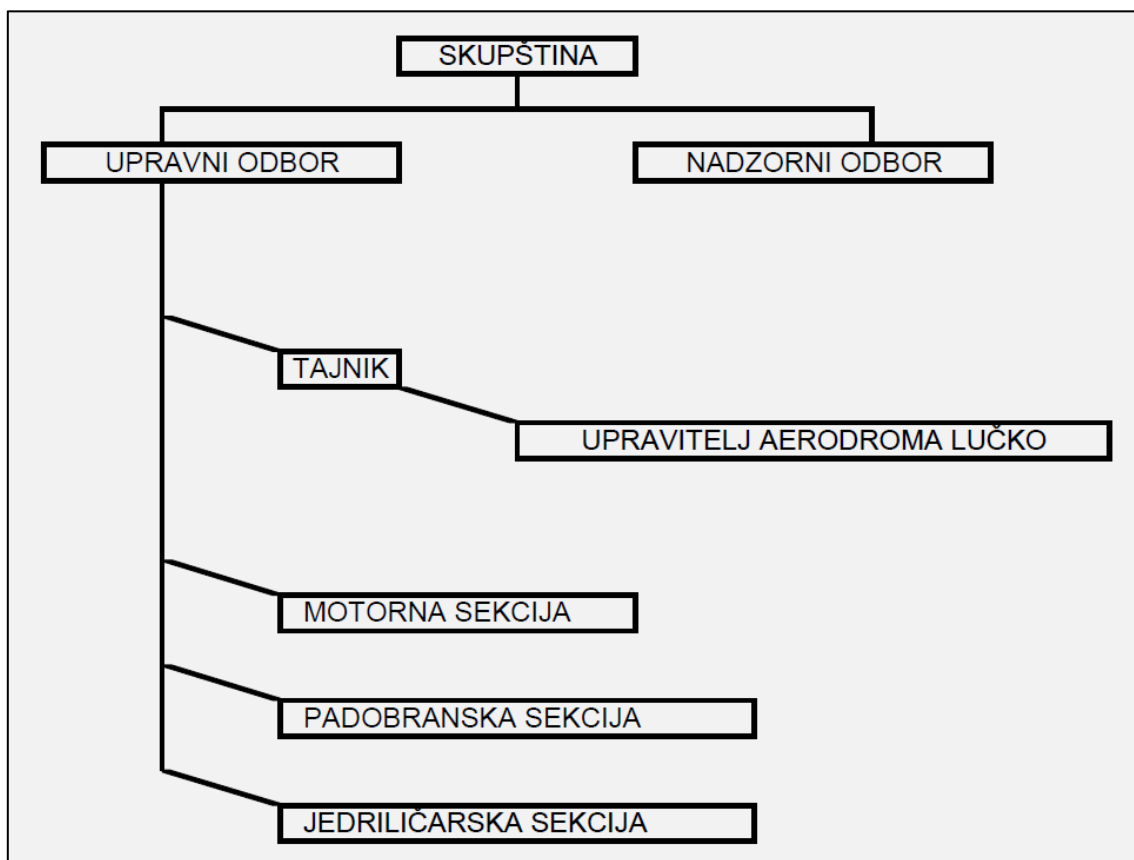 SKUPŠTINA
UPRAVNI ODBOR
NADZORNI ODBOR
TAJNIK
UPRAVITELJ AERODROMA LUČKO
MOTORNA SEKCIJA
PADOBRANSKA SEKCIJA
JEDRILIČARSKA SEKCIJA